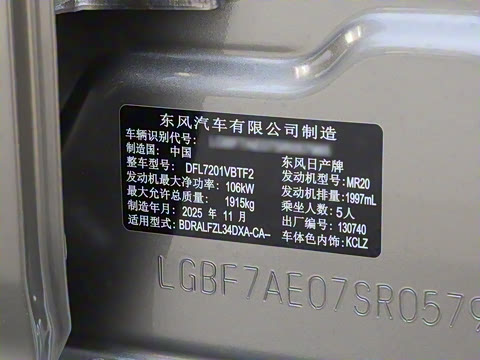 东风汽车有限公司制造
车辆识别代号:
制造国: 中国 东风日产牌
整车型号: DFL7201VBTF2 发动机型号: MR20
发动机最大净功率: 106kW 发动机排量: 1997mL
最大允许总质量: 1915kg 乘坐人数: 5人
制造年月: 2025 年 11 月 出厂编号: 130740
适用型式: BDRALFZL34DXA-CA- 车体色内饰: KCLZ
LGBF7AE07SR0579